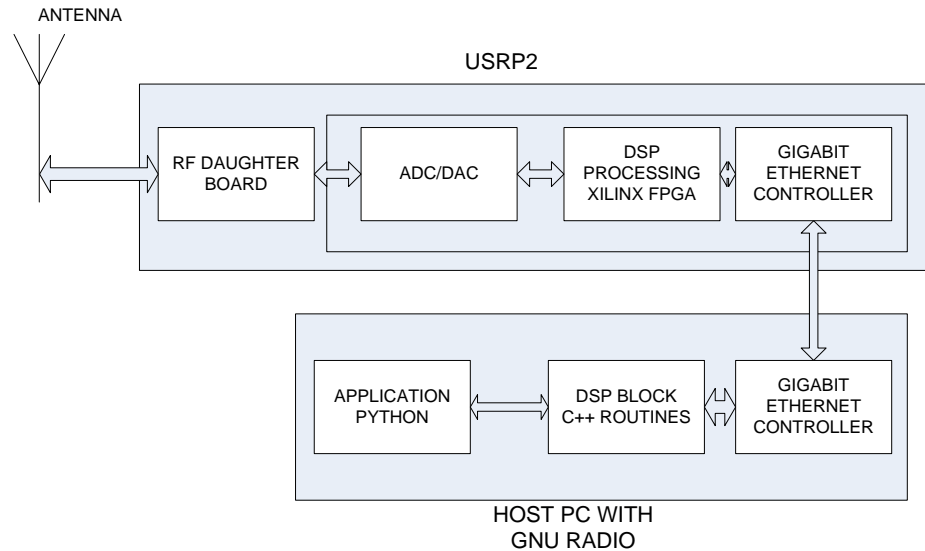 ANTENNA
USRP2
RF DAUGHTER
BOARD
ADC/DAC
DSP
PROCESSING
XILINX FPGA
GIGABIT
ETHERNET
CONTROLLER
APPLICATION
PYTHON
DSP BLOCK
C++ ROUTINES
GIGABIT
ETHERNET
CONTROLLER
HOST PC WITH
GNU RADIO